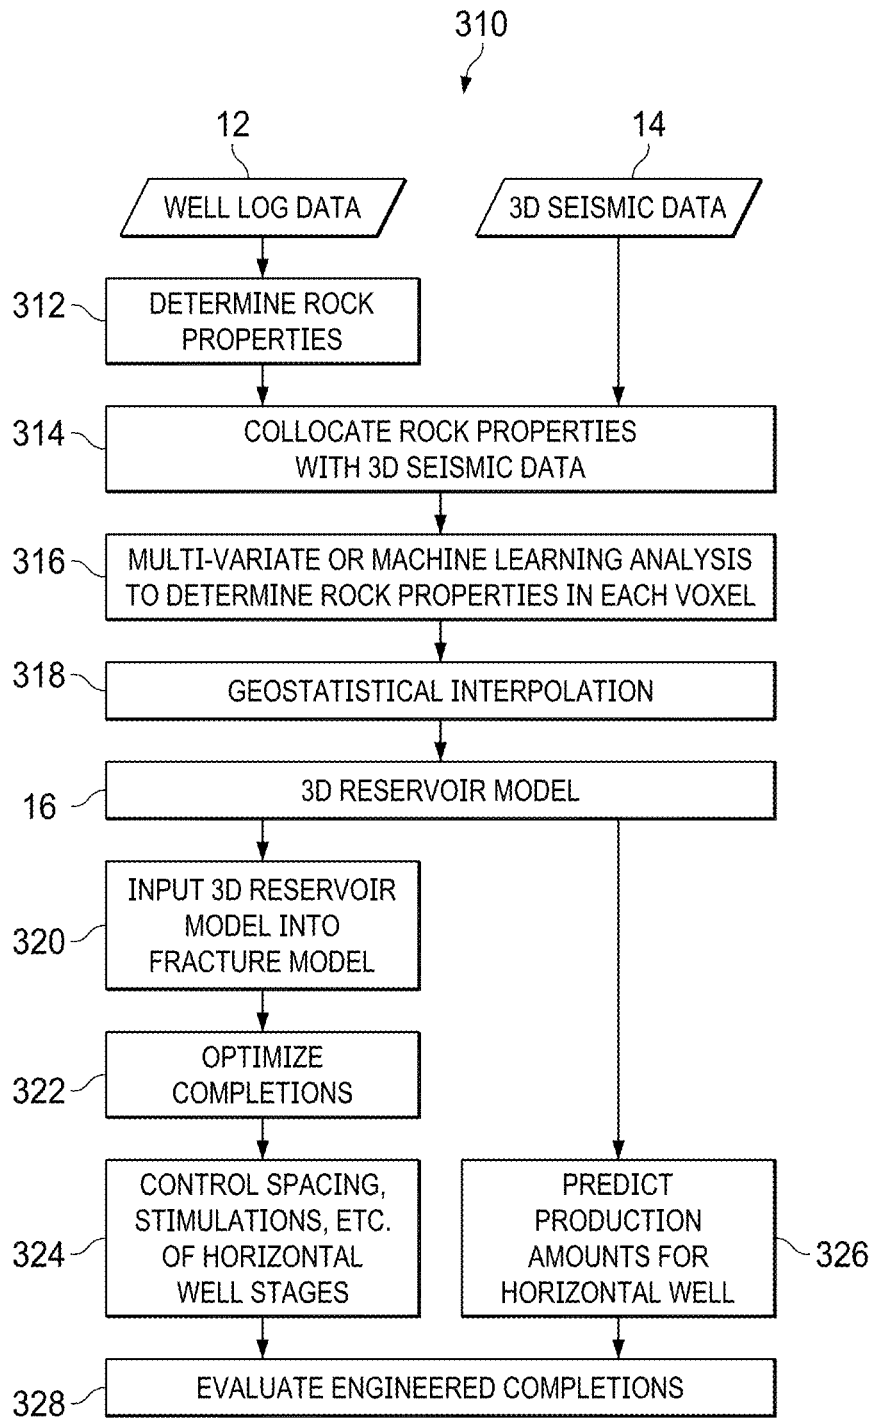 310
12
14
WELL LOG DATA
3D SEISMIC DATA
312
DETERMINE ROCK
PROPERTIES
314
COLLOCATE ROCK PROPERTIES
WITH 3D SEISMIC DATA
316
MULTI-VARIATE OR MACHINE LEARNING ANALYSIS
TO DETERMINE ROCK PROPERTIES IN EACH VOXEL
318
GEOSTATISTICAL INTERPOLATION
16
3D RESERVOIR MODEL
320
INPUT 3D RESERVOIR
MODEL INTO
FRACTURE MODEL
322
OPTIMIZE
COMPLETIONS
324
CONTROL SPACING,
STIMULATIONS, ETC.
OF HORIZONTAL
WELL STAGES
PREDICT
PRODUCTION
AMOUNTS FOR
HORIZONTAL WELL
326
328
EVALUATE ENGINEERED COMPLETIONS